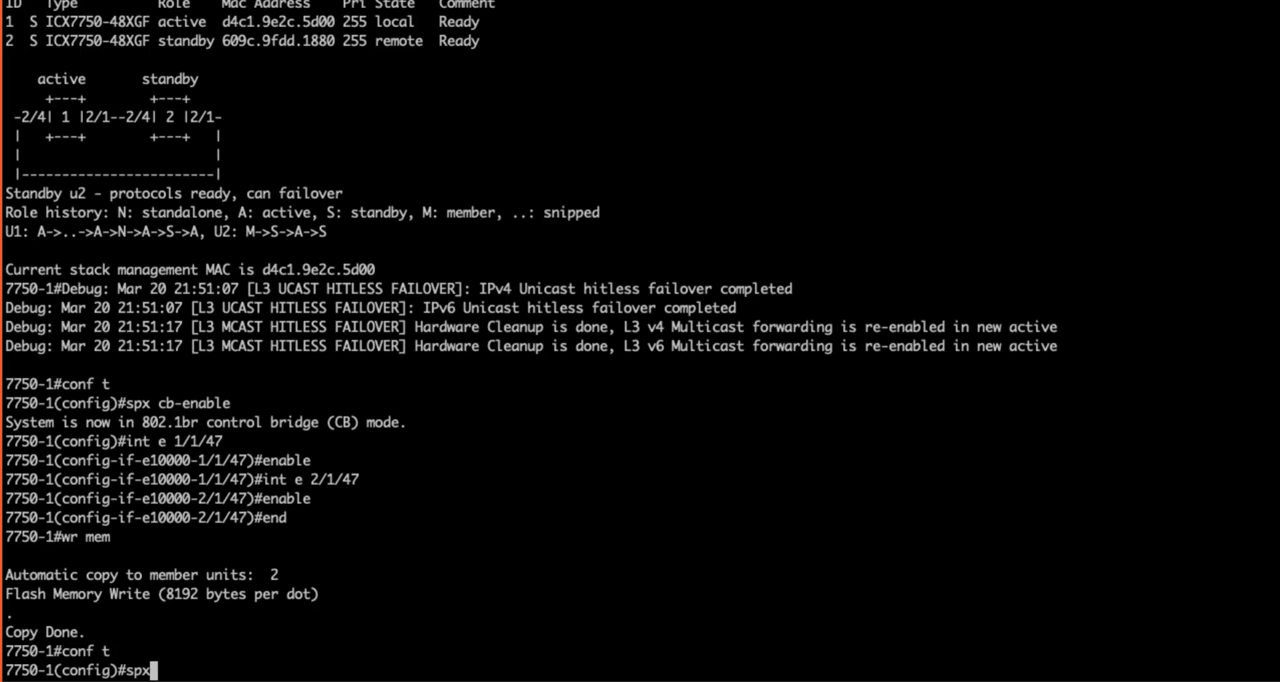 ID   Type         Role    Mac Address    Pri State   Comment
1  S ICX7750-48XGF active  d4c1.9e2c.5d00 255 local   Ready
2  S ICX7750-48XGF standby 609c.9fdd.1880 255 remote  Ready
    active       standby
     +---+        +---+
 -2/4| 1 |2/1--2/4| 2 |2/1-
 |   +---+        +---+   |
 |                        |
 |------------------------|
Standby u2 - protocols ready, can failover
Role history: N: standalone, A: active, S: standby, M: member, ..: snipped
U1: A->..->A->N->A->S->A, U2: M->S->A->S
Current stack management MAC is d4c1.9e2c.5d00
7750-1#Debug: Mar 20 21:51:07 [L3 UCAST HITLESS FAILOVER]: IPv4 Unicast hitless failover completed
Debug: Mar 20 21:51:07 [L3 UCAST HITLESS FAILOVER]: IPv6 Unicast hitless failover completed
Debug: Mar 20 21:51:17 [L3 MCAST HITLESS FAILOVER] Hardware Cleanup is done, L3 v4 Multicast forwarding is re-enabled in new active
Debug: Mar 20 21:51:17 [L3 MCAST HITLESS FAILOVER] Hardware Cleanup is done, L3 v6 Multicast forwarding is re-enabled in new active
7750-1#conf t
7750-1(config)#spx cb-enable
System is now in 802.1br control bridge (CB) mode.
7750-1(config)#int e 1/1/47
7750-1(config-if-e10000-1/1/47)#enable
7750-1(config-if-e10000-1/1/47)#int e 2/1/47
7750-1(config-if-e10000-2/1/47)#enable
7750-1(config-if-e10000-2/1/47)#end
7750-1#wr mem
Automatic copy to member units:  2
Flash Memory Write (8192 bytes per dot)
.
Copy Done.
7750-1#conf t
7750-1(config)#spx